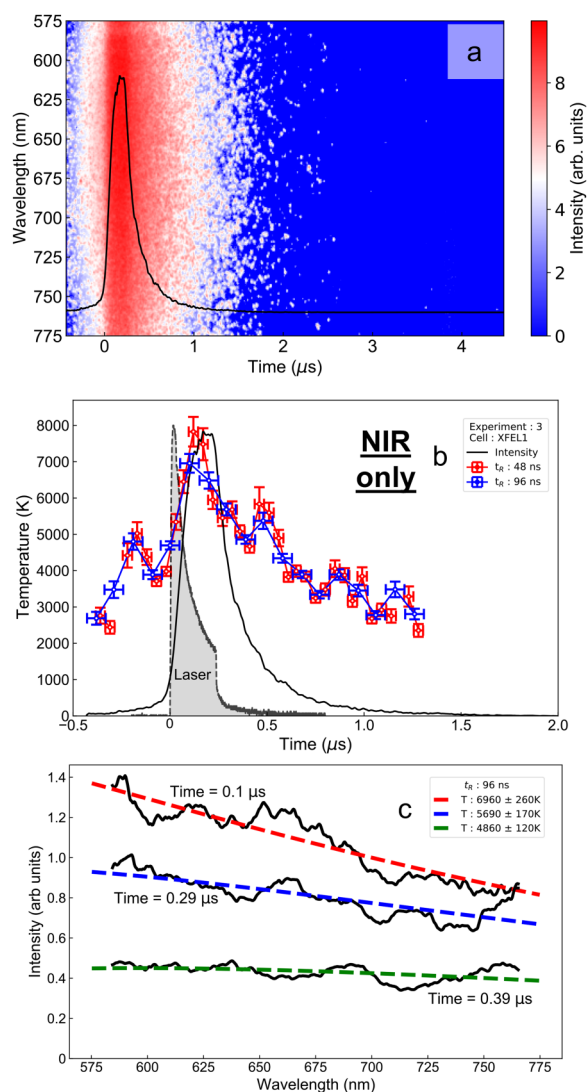 575
600
625
650
675
700
725
750
775
Wavelength (nm)
a
0
1
2
3
4
Time (μs)
8
6
4
2
0
Intensity (arb. units)
8000
7000
6000
5000
4000
3000
2000
1000
0
Temperature (K)
NIR
only
b
Experiment : 3
Cell : XFEL1
Intensity
t_R : 48 ns
t_R : 96 ns
Laser
−0.5
0
0.5
1.0
1.5
2.0
Time (μs)
1.4
1.2
1.0
0.8
0.6
0.4
0.2
0
Intensity (arb units)
Time = 0.1 μs
c
t_R : 96 ns
T : 6960 ± 260K
T : 5690 ± 170K
T : 4860 ± 120K
Time = 0.29 μs
Time = 0.39 μs
575
600
625
650
675
700
725
750
775
Wavelength (nm)